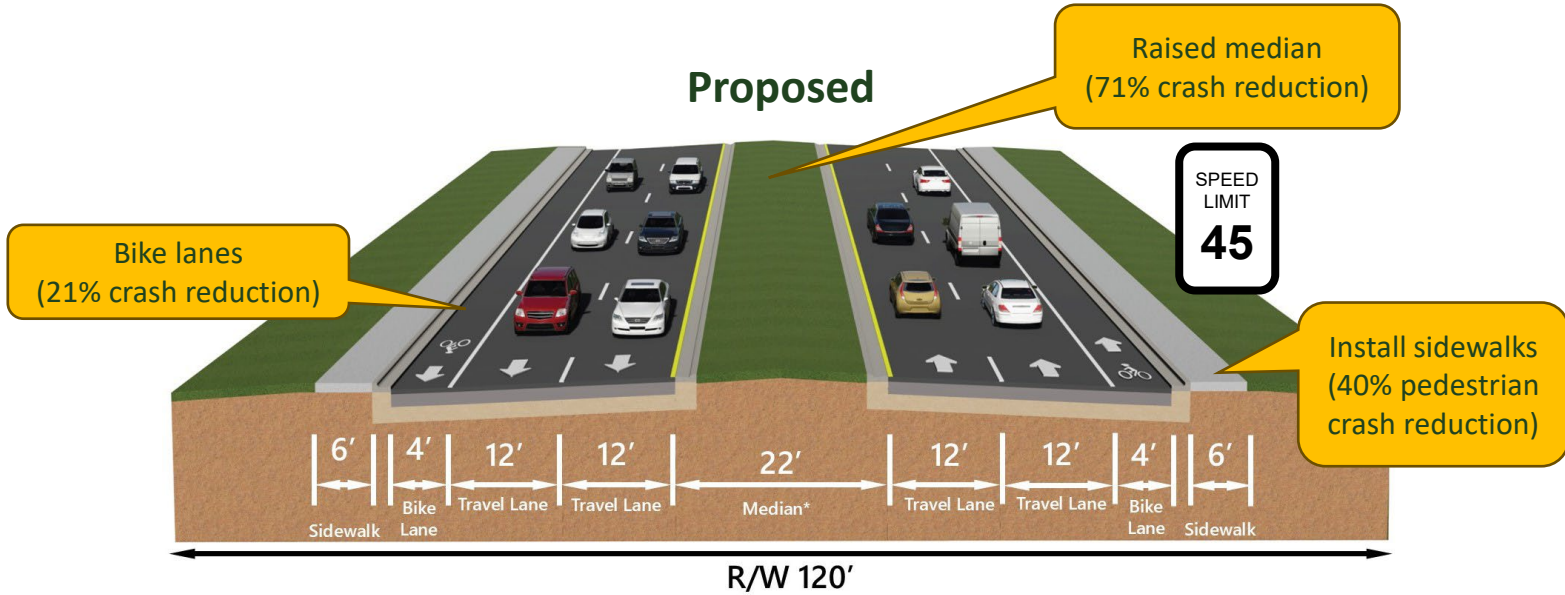 Proposed
Raised median
(71% crash reduction)
SPEED
LIMIT
45
Bike lanes
(21% crash reduction)
Install sidewalks
(40% pedestrian
crash reduction)
6’ 4’ 12’ 12’ 22’ 12’ 12’ 4’ 6’
Sidewalk
Bike
Lane
Travel Lane
Travel Lane
Median*
Travel Lane
Travel Lane
Bike
Lane
Sidewalk
R/W 120’